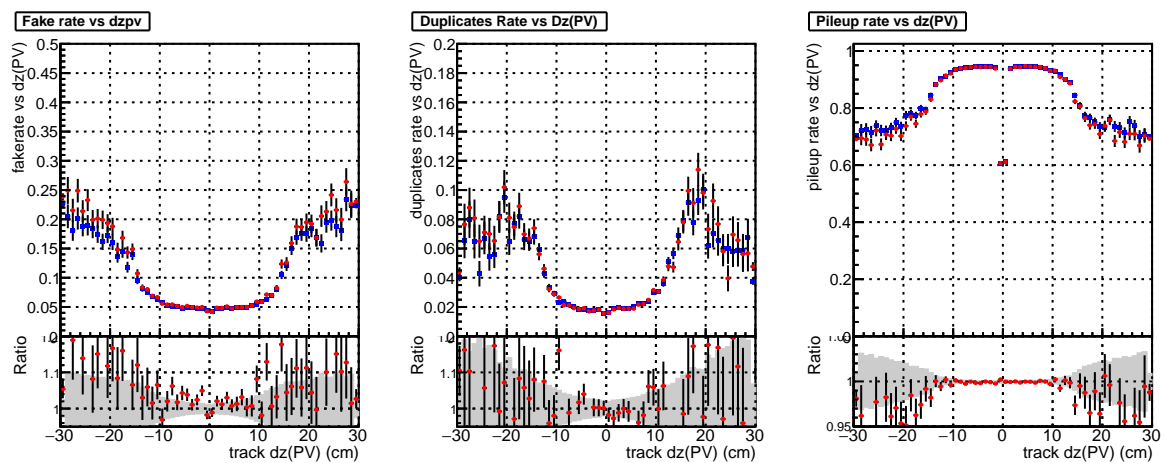 Fake rate vs dzpv
fakerate vs dz(PV)
0.5
0.45
0.4
0.35
0.3
0.25
0.2
0.15
0.1
0.05
0
Ratio
1.1
1
−30 −20 −10 0 10 20 30
track dz(PV) (cm)
Duplicates Rate vs Dz(PV)
duplicates rate vs dz(PV)
0.2
0.18
0.16
0.14
0.12
0.1
0.08
0.06
0.04
0.02
0
Ratio
1.1
1
−30 −20 −10 0 10 20 30
track dz(PV) (cm)
Pileup rate vs dz(PV)
pileup rate vs dz(PV)
1
0.8
0.6
0.4
0.2
0
Ratio
1
0.95
−30 −20 −10 0 10 20 30
track dz(PV) (cm)